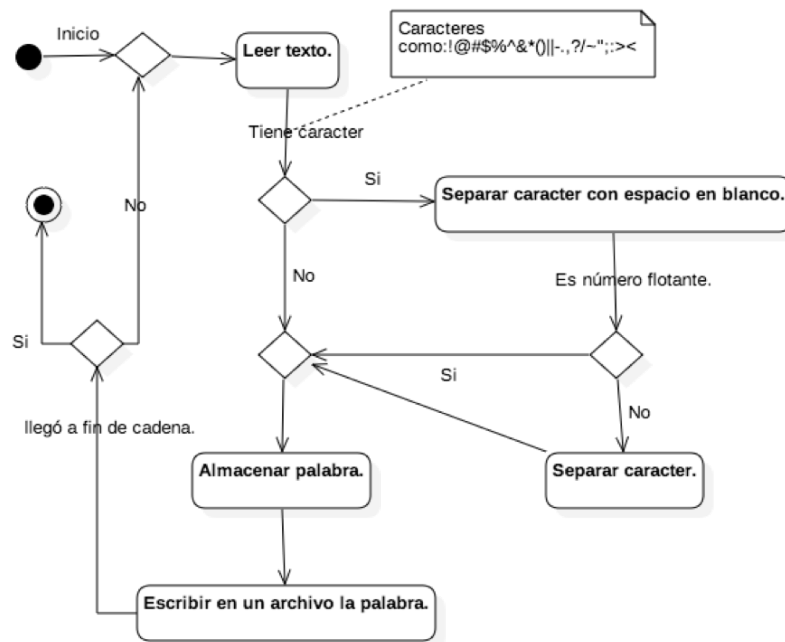 Inicio
Leer texto.
Caracteres
como:!@#$%^&*()||-.,?/~";:><
Tiene caracter
Si
Separar caracter con espacio en blanco.
No
No
Es número flotante.
Si
Si
No
llegó a fin de cadena.
Almacenar palabra.
Separar caracter.
Escribir en un archivo la palabra.